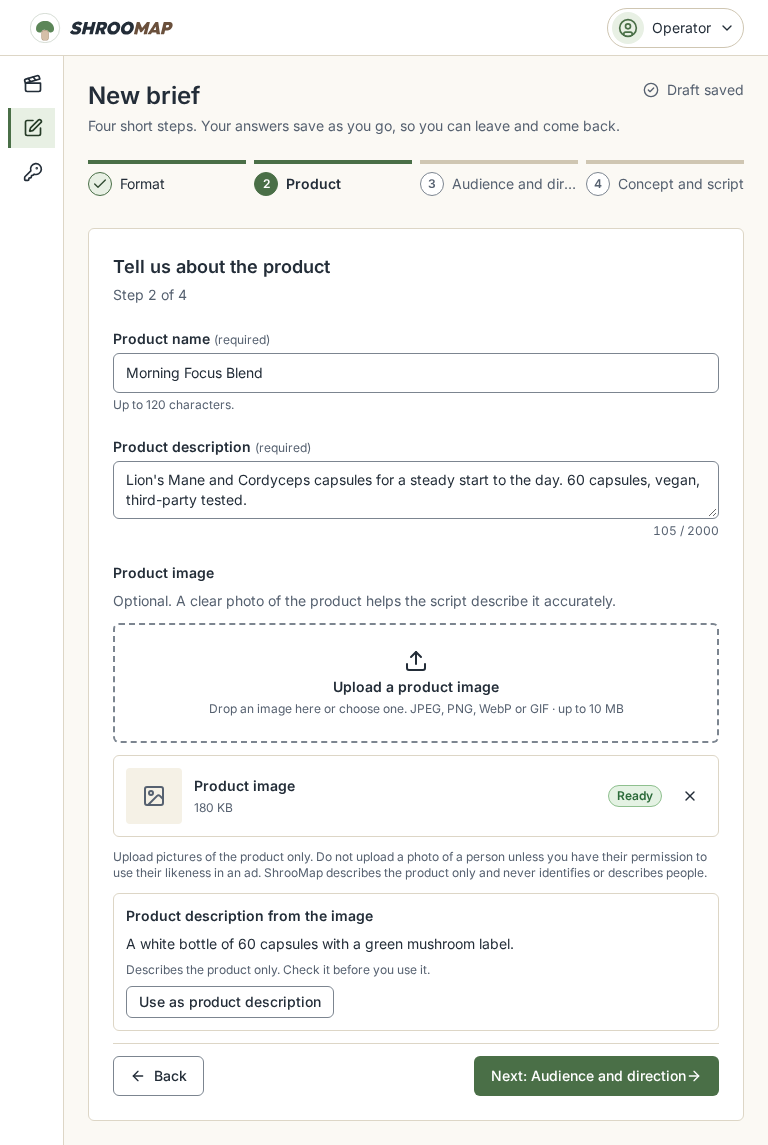 SHROOMAP
Operator
New brief
Draft saved
Four short steps. Your answers save as you go, so you can leave and come back.
Format
2 Product
3 Audience and dir...
4 Concept and script
Tell us about the product
Step 2 of 4
Product name (required)
Morning Focus Blend
Up to 120 characters.
Product description (required)
Lion's Mane and Cordyceps capsules for a steady start to the day. 60 capsules, vegan,
third-party tested.
105 / 2000
Product image
Optional. A clear photo of the product helps the script describe it accurately.
Upload a product image
Drop an image here or choose one. JPEG, PNG, WebP or GIF · up to 10 MB
Product image
180 KB
Ready
Upload pictures of the product only. Do not upload a photo of a person unless you have their permission to
use their likeness in an ad. ShrooMap describes the product only and never identifies or describes people.
Product description from the image
A white bottle of 60 capsules with a green mushroom label.
Describes the product only. Check it before you use it.
Use as product description
Back
Next: Audience and direction